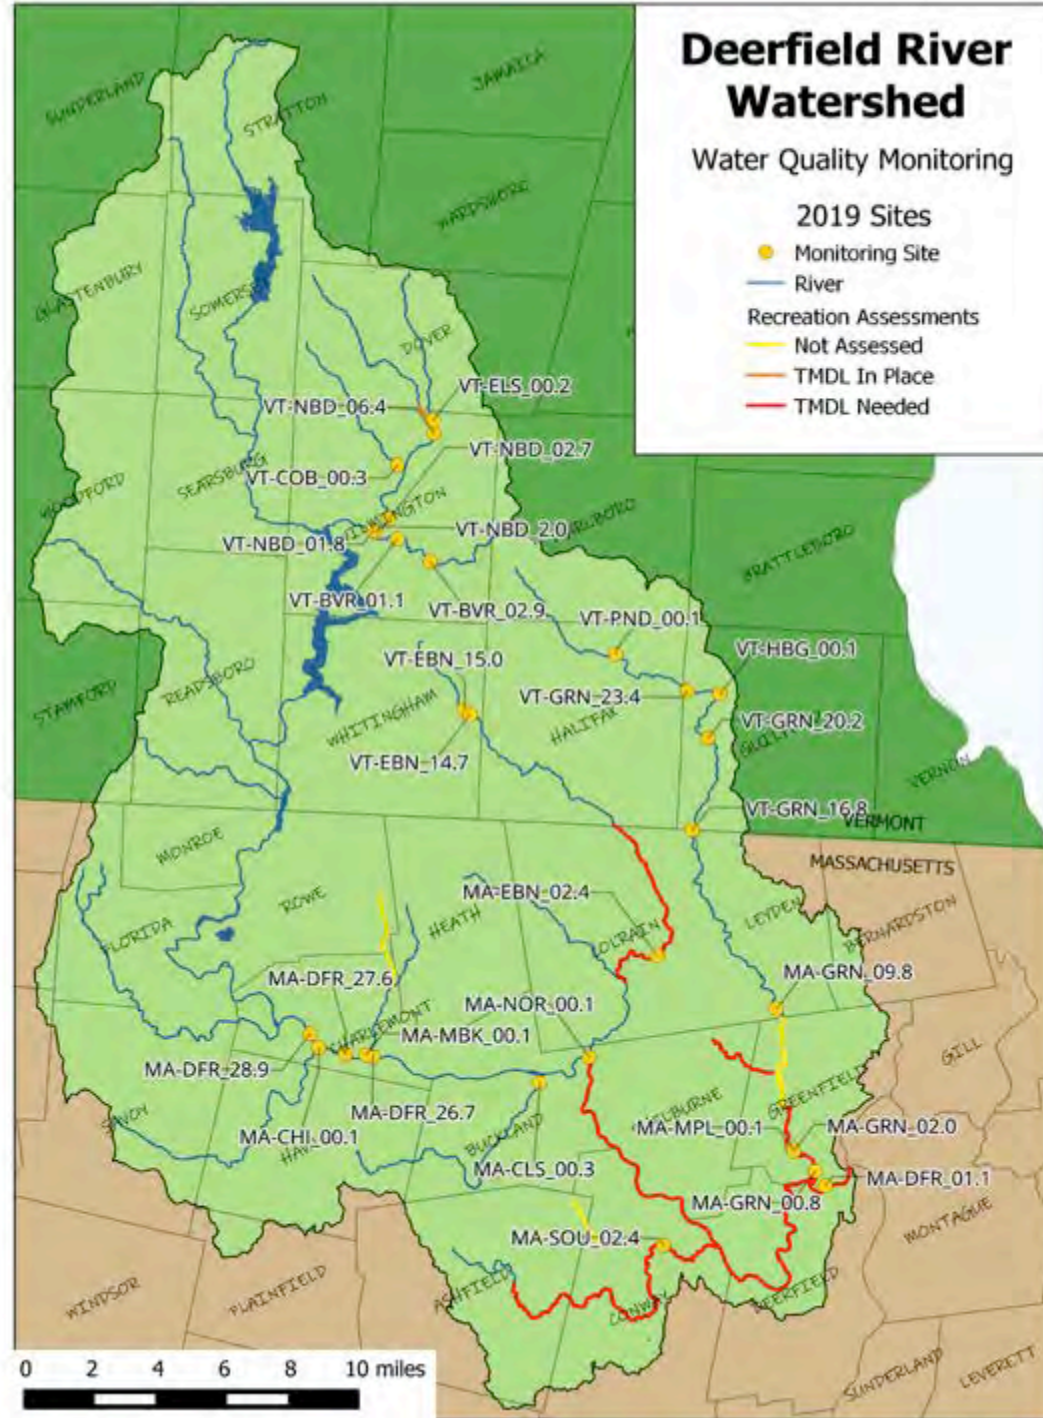 Deerfield River
Watershed
Water Quality Monitoring
2019 Sites
Monitoring Site
River
Recreation Assessments
Not Assessed
TMDL In Place
TMDL Needed
SUNDERLAND
STRATTON
JAMAICA
WARDSBORO
GLASTENBURY
SOMERS
DOVER
VT-ELS_00.2
VT-NBD_06.4
VT-NBD_02.7
VT-COB_00.3
SEARSBURG
WOODFORD
VT-NBD_2.0
VT-NBD_01.8
BRATTLEBORO
VT-BVR_01.1
VT-BVR_02.9
VT-PND_00.1
VT-HBG_00.1
VT-EBN_15.0
READSBORO
STAMFORD
WHITINGHAM
VT-GRN_23.4
HALIFAX
VT-GRN_20.2
VT-EBN_14.7
VERNON
VT-GRN_16.8
VERMONT
MASSACHUSETTS
MONROE
ROWE
HEATH
MA-EBN_02.4
OLRAIN
LEYDEN
BERNARDSTON
FLORIDA
MA-DFR_27.6
MA-GRN_09.8
MA-NOR_00.1
MA-MBK_00.1
MA-DFR_28.9
MA-DFR_26.7
GILL
SAVOY
GREENFIELD
MA-CHI_00.1
BUCKLAND
MA-MPL_00.1
MA-GRN_02.0
MA-CLS_00.3
MA-DFR_01.1
MA-GRN_00.8
MONTAGUE
MA-SOU_02.4
WINDSOR
PLAINFIELD
ASHFIELD
CONWAY
DEERFIELD
SUNDERLAND
LEVERETT
0 2 4 6 8 10 miles